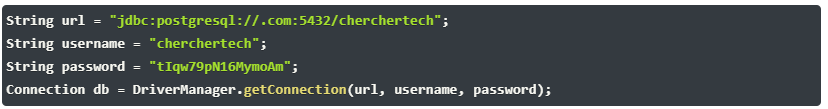 String url = "jdbc:postgresql://.com:5432/cherchertech";
String username = "cherchertech";
String password = "tIqw79pN16MymoAm";
Connection db = DriverManager.getConnection(url, username, password);